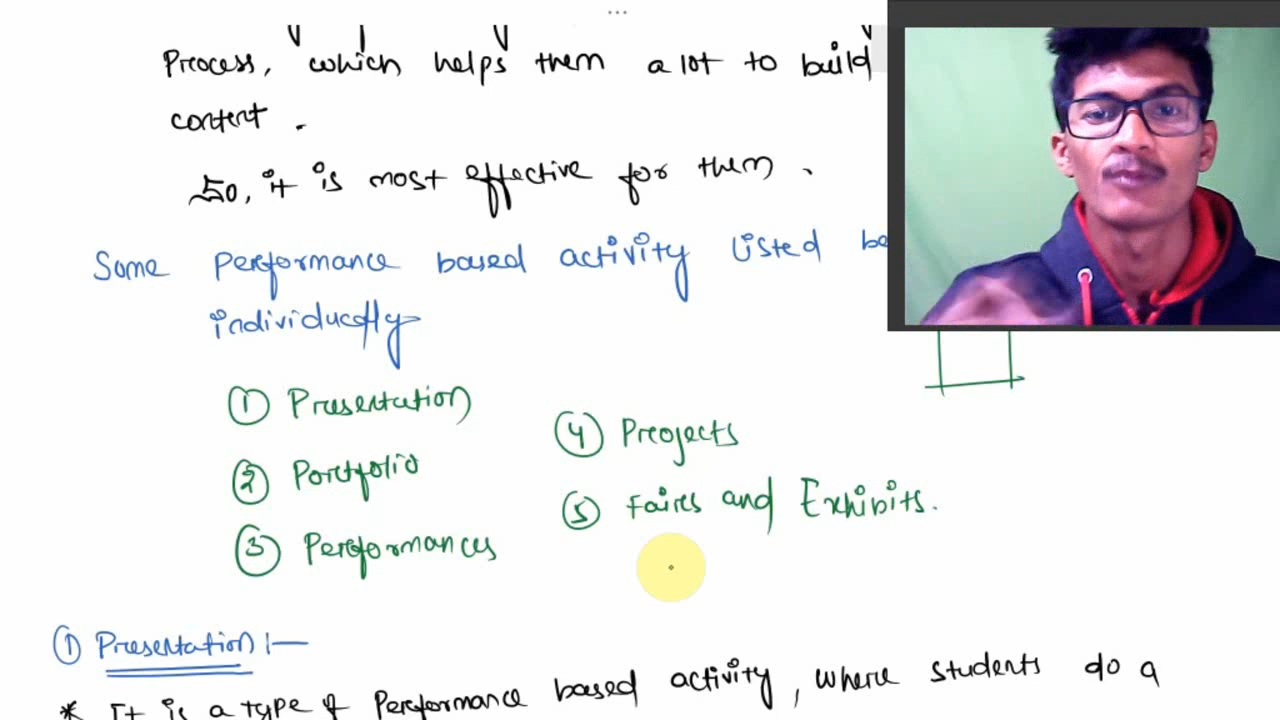 Process, which helps them a lot to build
content.
So, it is most effective for them.
Some Performance based activity listed be
individually
① Presentation
② Portfolio
③ Performances
④ Projects
⑤ Faires and Exhibits.
① Presentation :—
* It is a type of Performance based activity, where students do a